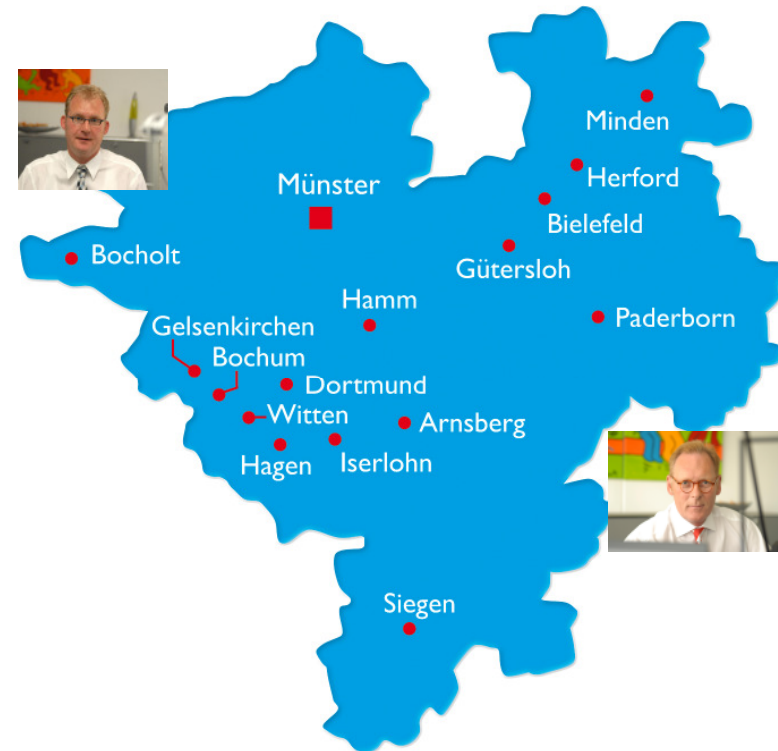 Minden
Herford
Münster
Bielefeld
Bocholt
Gütersloh
Hamm
Paderborn
Gelsenkirchen
Bochum
Dortmund
Witten
Arnsberg
Hagen
Iserlohn
Siegen